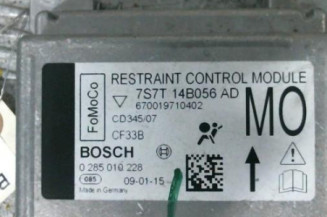 RESTRAINT CONTROL MODULE
FoMoCo
7S7T 14B056 AD
670019710402
MO
CD345/07
CF33B
BOSCH
0 285 010 228
085 09-01-15
Made in Germany